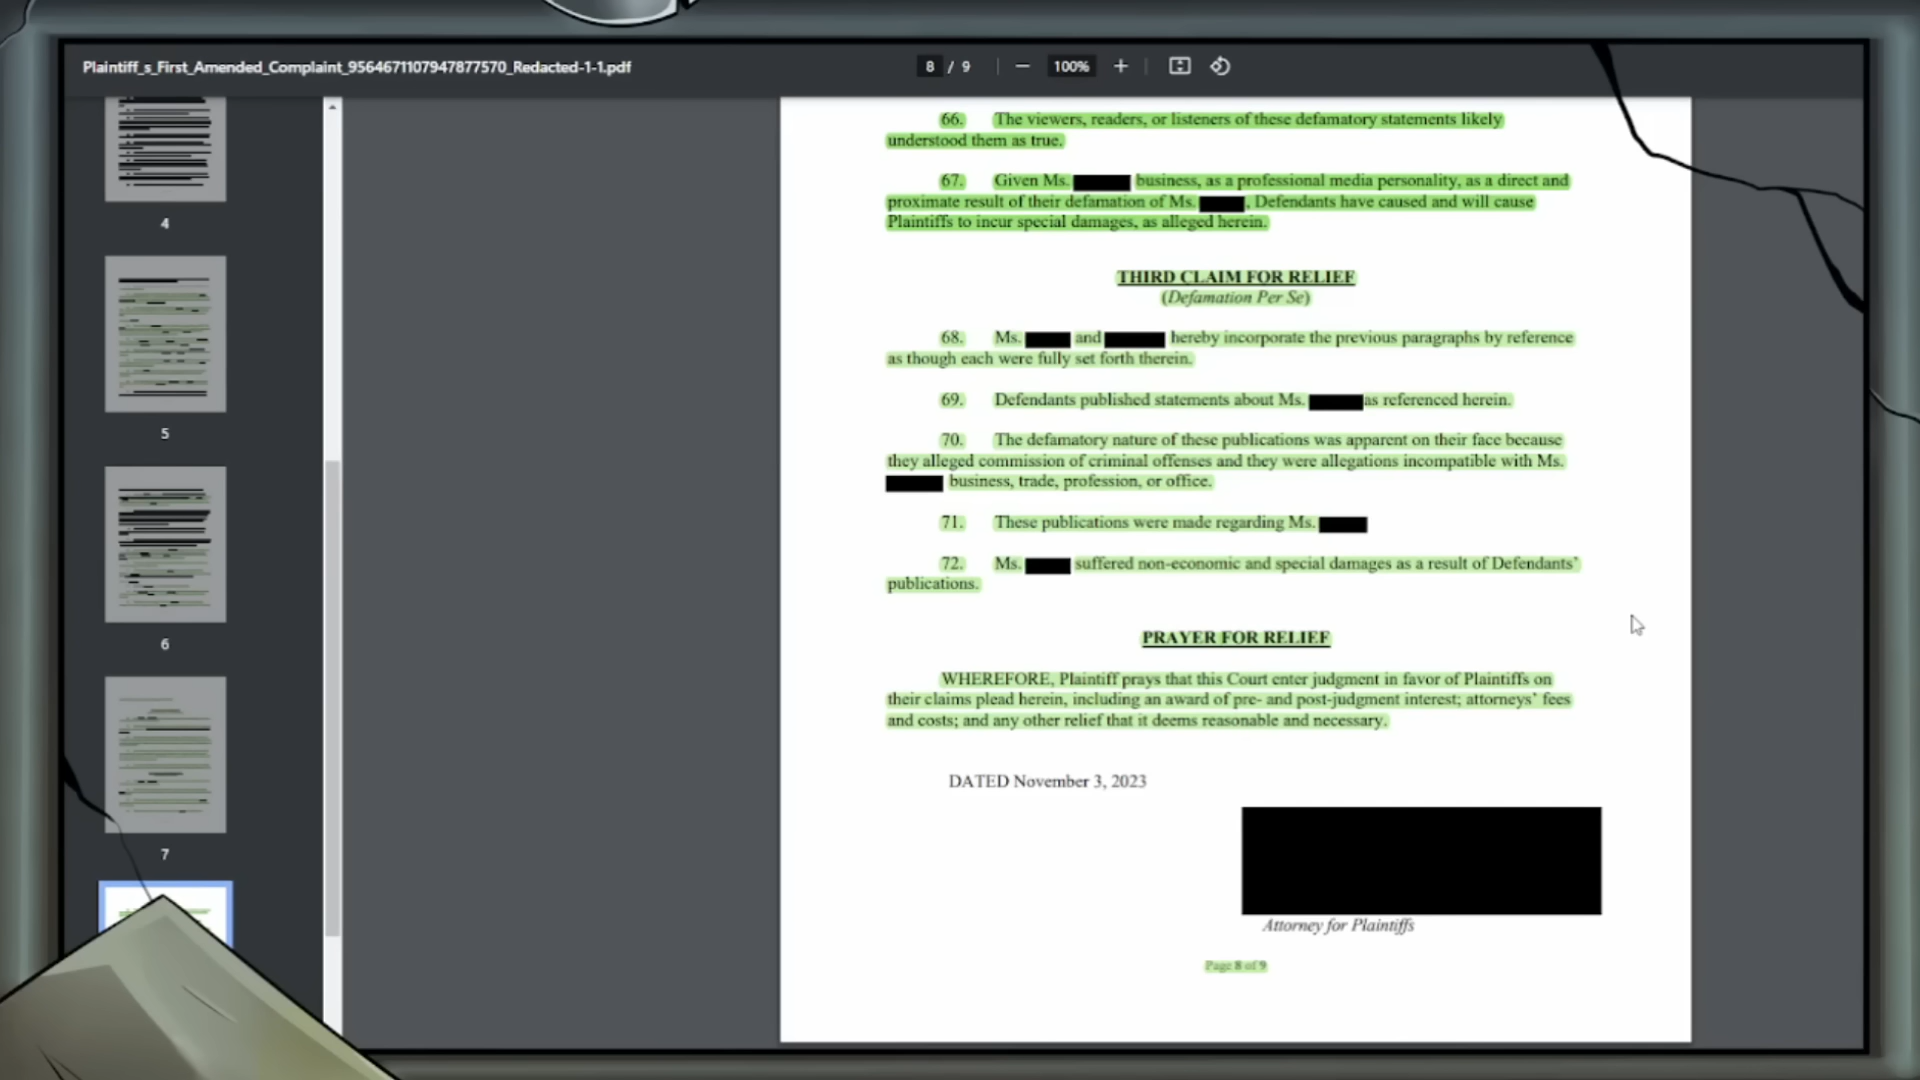 Plaintiff_s_First_Amended_Complaint_9564671107947877570_Redacted-1-1.pdf
8 / 9
100%
4
5
6
7
66. The viewers, readers, or listeners of these defamatory statements likely
understood them as true.
67. Given Ms. business, as a professional media personality, as a direct and
proximate result of their defamation of Ms. , Defendants have caused and will cause
Plaintiffs to incur special damages, as alleged herein.
THIRD CLAIM FOR RELIEF
(Defamation Per Se)
68. Ms. and hereby incorporate the previous paragraphs by reference
as though each were fully set forth therein.
69. Defendants published statements about Ms. as referenced herein.
70. The defamatory nature of these publications was apparent on their face because
they alleged commission of criminal offenses and they were allegations incompatible with Ms.
business, trade, profession, or office.
71. These publications were made regarding Ms.
72. Ms. suffered non-economic and special damages as a result of Defendants’
publications.
PRAYER FOR RELIEF
WHEREFORE, Plaintiff prays that this Court enter judgment in favor of Plaintiffs on
their claims plead herein, including an award of pre- and post-judgment interest; attorneys’ fees
and costs; and any other relief that it deems reasonable and necessary.
DATED November 3, 2023
Attorney for Plaintiffs
Page 8 of 9